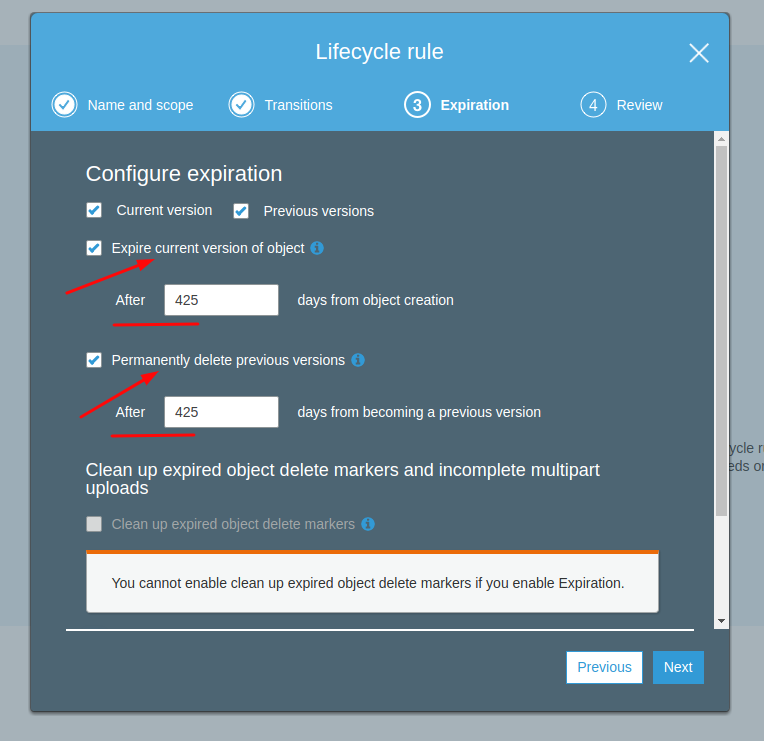 Lifecycle rule
Name and scope
Transitions
3 Expiration
4 Review
Configure expiration
Current version
Previous versions
Expire current version of object
After 425 days from object creation
Permanently delete previous versions
After 425 days from becoming a previous version
Clean up expired object delete markers and incomplete multipart
uploads
Clean up expired object delete markers
You cannot enable clean up expired object delete markers if you enable Expiration.
Previous
Next